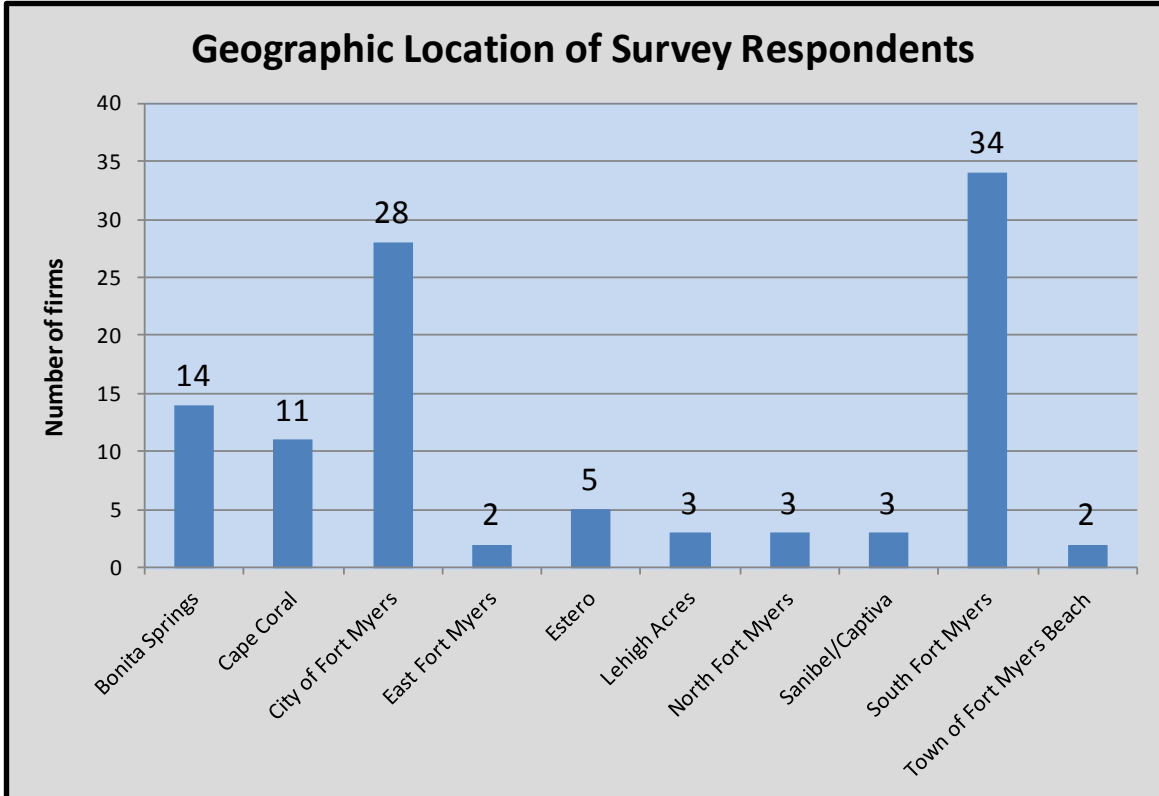 Geographic Location of Survey Respondents
Number of firms
40
35
30
25
20
15
10
5
0
14
11
28
2
5
3
3
3
34
2
Bonita Springs
Cape Coral
City of Fort Myers
East Fort Myers
Estero
Lehigh Acres
North Fort Myers
Sanibel/Captiva
South Fort Myers
Town of Fort Myers Beach